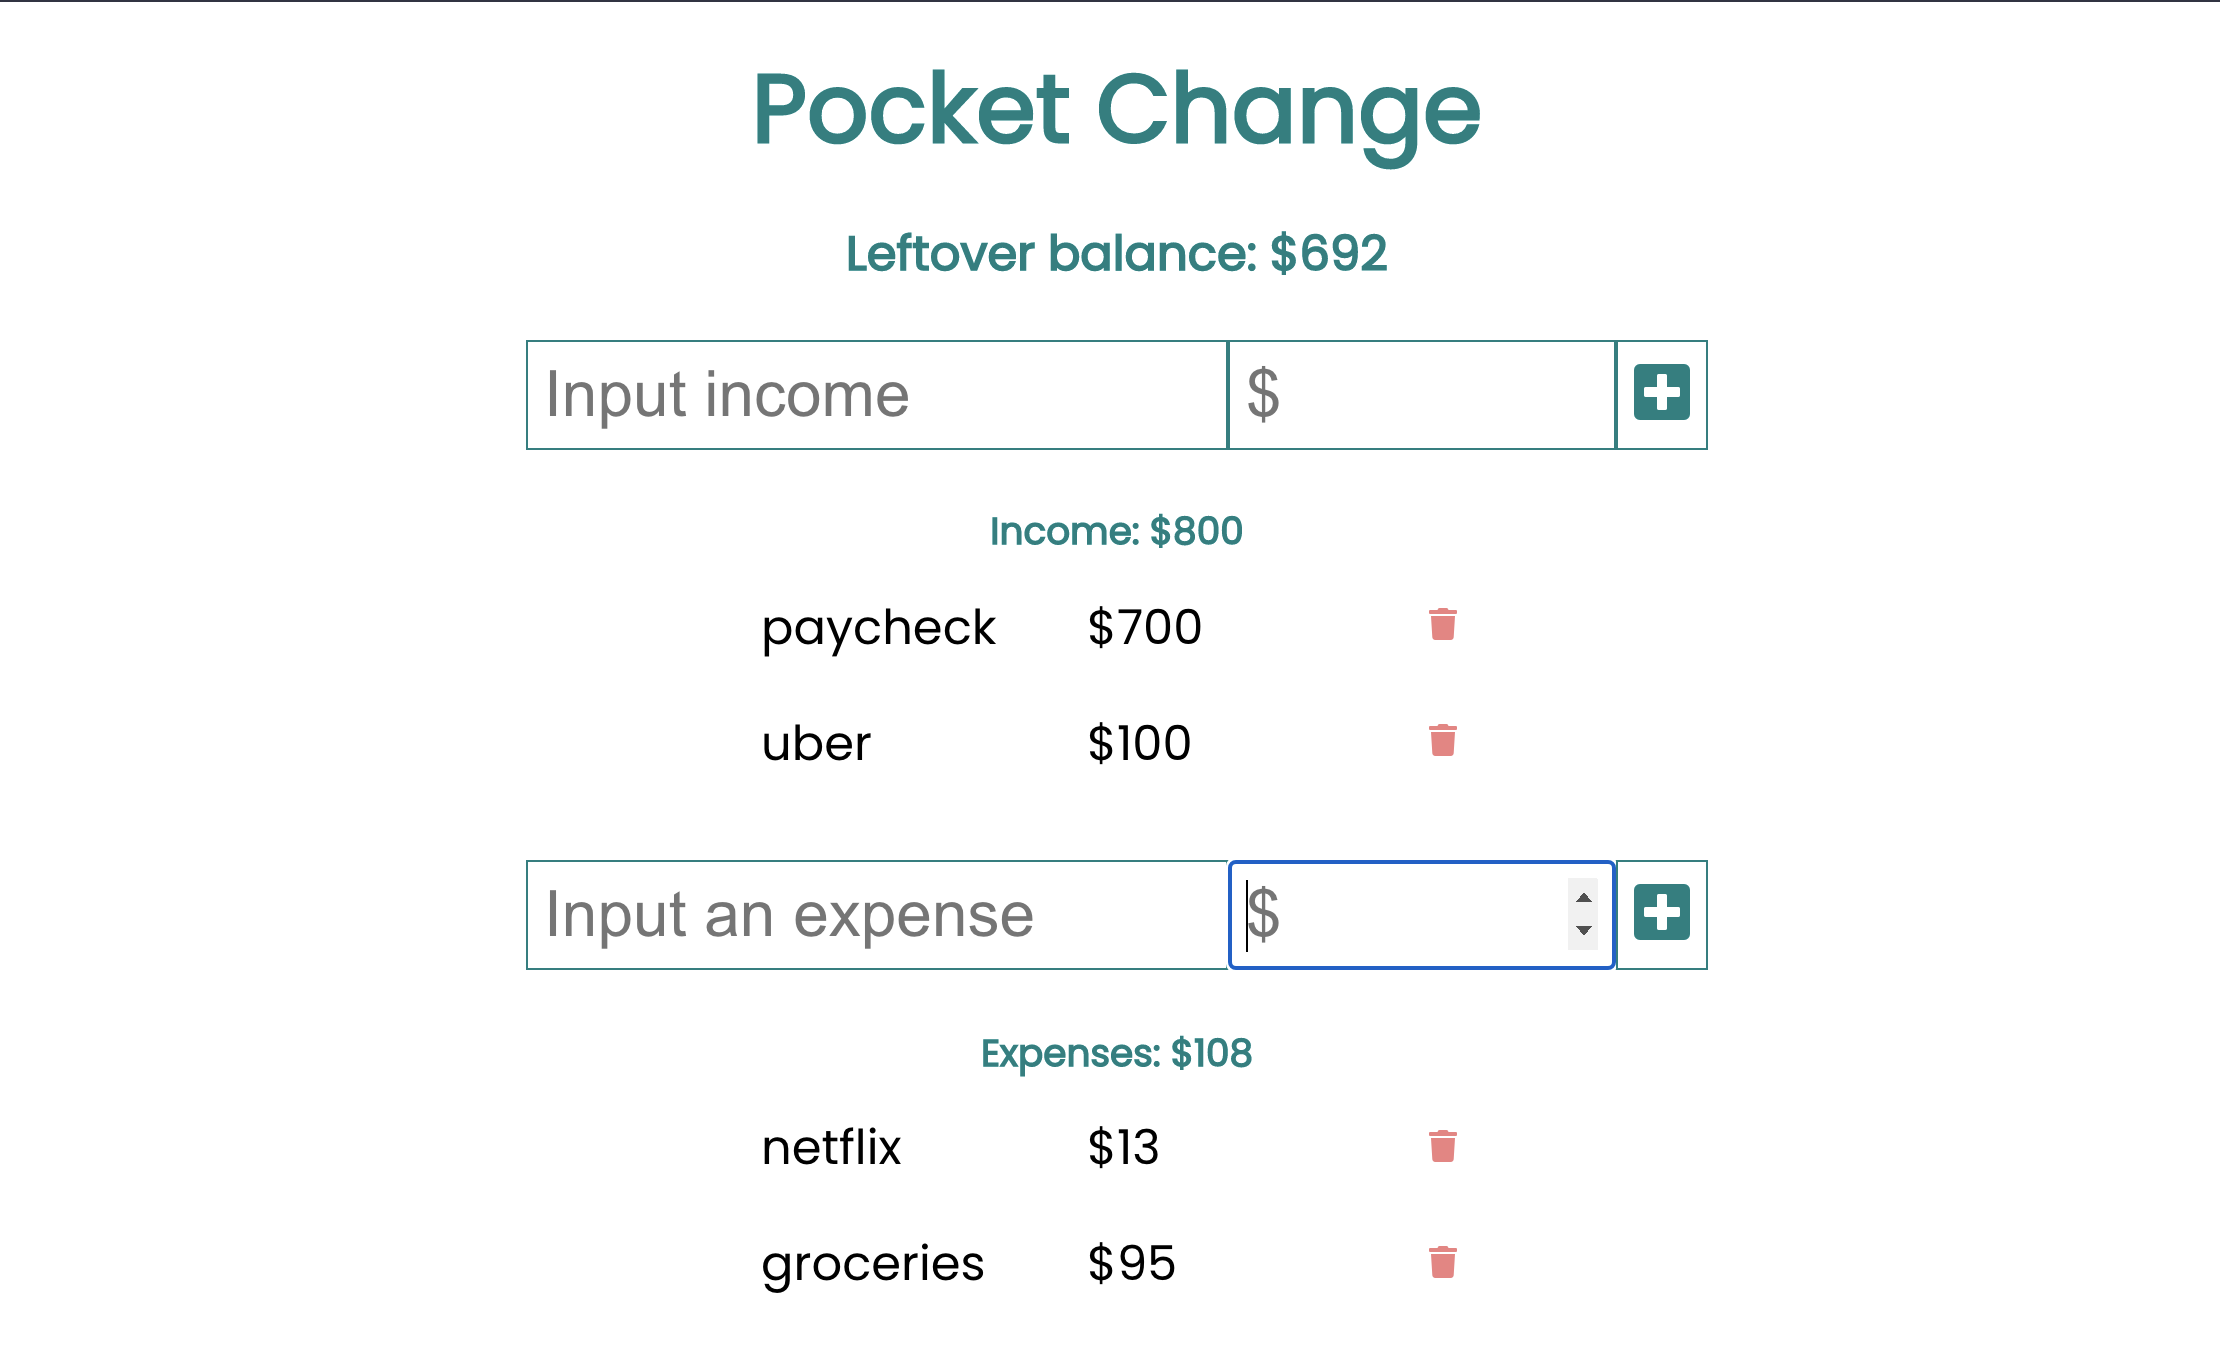 Pocket Change
Leftover balance: $692
Input income $
Income: $800
paycheck $700
uber $100
Input an expense $
Expenses: $108
netflix $13
groceries $95